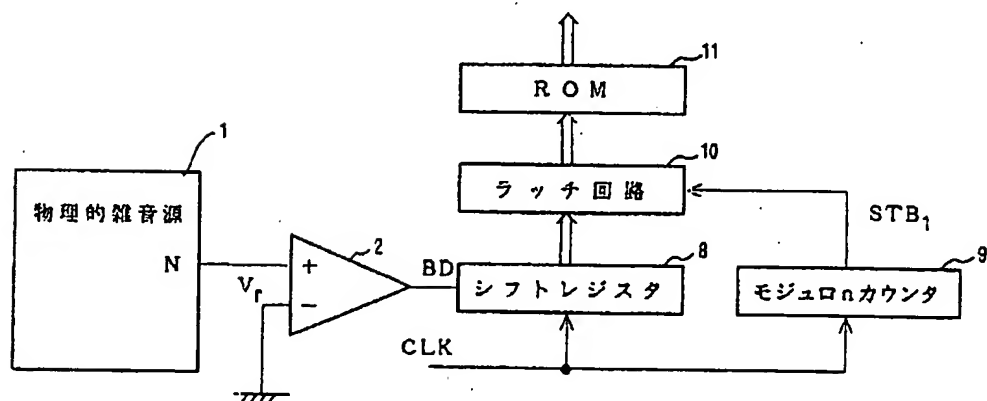 11
ROM
1
10
物理的雑音源
ラッチ回路
STB₁
N
2
8
9
Vr
+
−
BD
シフトレジスタ
モジュロnカウンタ
CLK